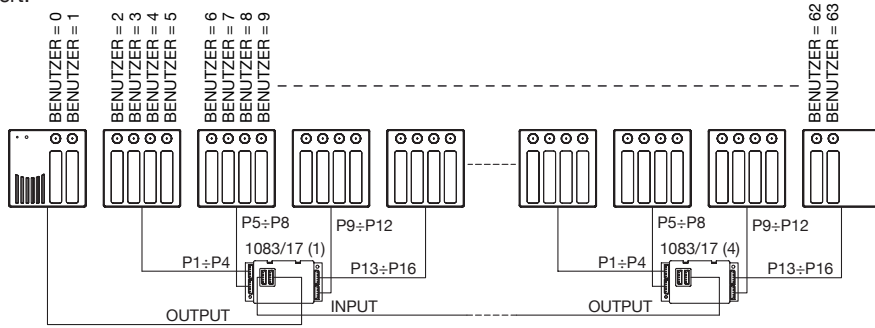 ert.
BENUTZER = 0
BENUTZER = 1
BENUTZER = 2
BENUTZER = 3
BENUTZER = 4
BENUTZER = 5
BENUTZER = 6
BENUTZER = 7
BENUTZER = 8
BENUTZER = 9
BENUTZER = 62
BENUTZER = 63
P5÷P8
P9÷P12
P5÷P8
P9÷P12
1083/17 (1)
1083/17 (4)
P1÷P4
P13÷P16
P1÷P4
P13÷P16
OUTPUT
INPUT
OUTPUT